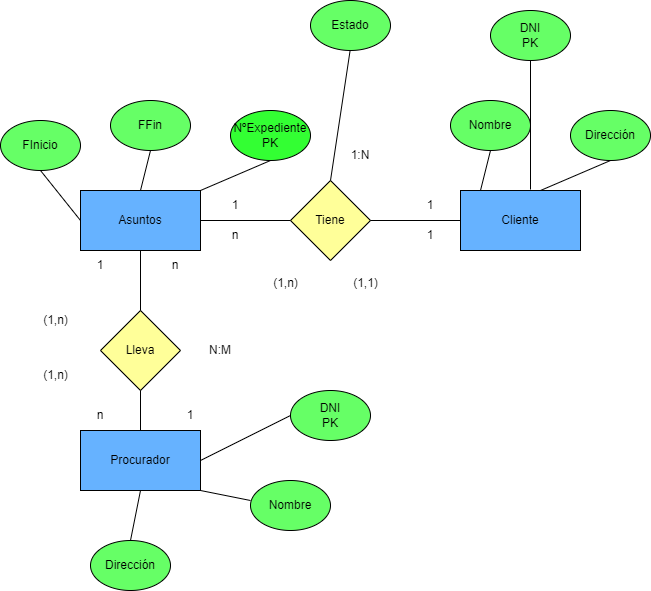 Estado
DNI
PK
FInicio
FFin
NºExpediente
PK
Nombre
Dirección
1:N
Asuntos
1
n
Tiene
1
1
Cliente
1
n
(1,n)
(1,1)
(1,n)
Lleva
N:M
(1,n)
n
1
DNI
PK
Procurador
Nombre
Dirección